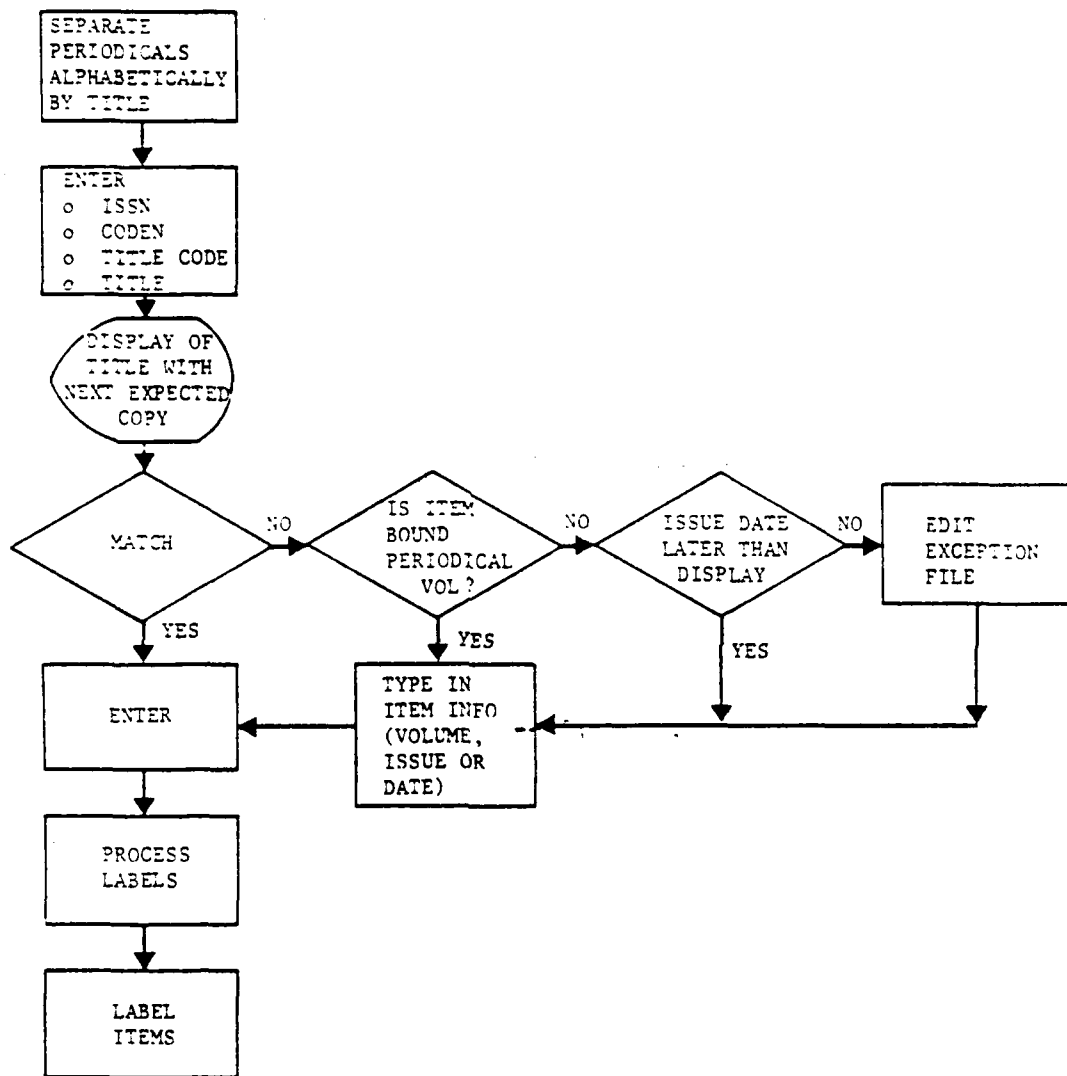 SEPARATE
PERIODICALS
ALPHABETICALLY
BY TITLE
ENTER
o ISSN
o CODEN
o TITLE CODE
o TITLE
DISPLAY OF
TITLE WITH
NEXT EXPECTED
COPY
MATCH
NO
IS ITEM
BOUND
PERIODICAL
VOL?
NO
ISSUE DATE
LATER THAN
DISPLAY
NO
EDIT
EXCEPTION
FILE
YES
YES
YES
ENTER
TYPE IN
ITEM INFO
(VOLUME,
ISSUE OR
DATE)
PROCESS
LABELS
LABEL
ITEMS